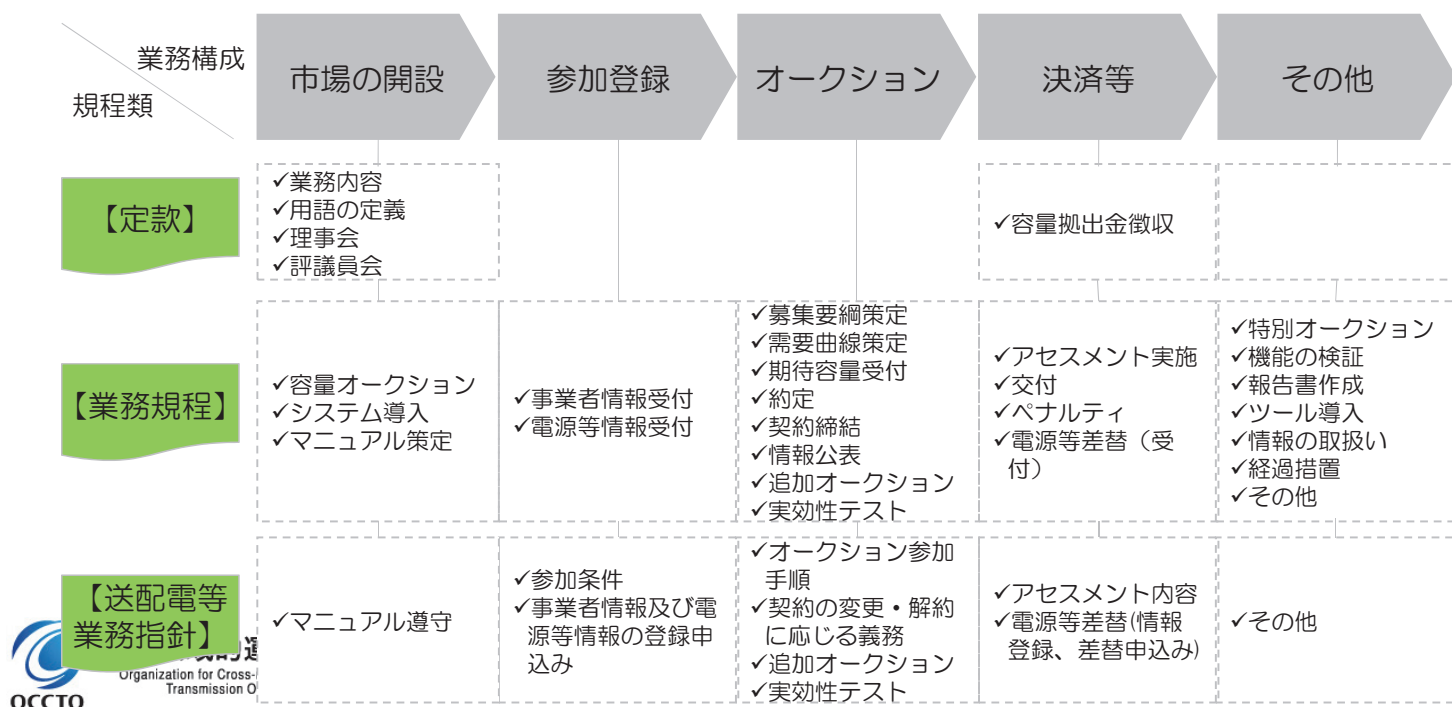 業務構成
規程類
市場の開設
参加登録
オークション
決済等
その他
【定款】
✓業務内容
✓用語の定義
✓理事会
✓評議員会
✓容量拠出金徴収
【業務規程】
✓容量オークション
✓システム導入
✓マニュアル策定
✓事業者情報受付
✓電源等情報受付
✓募集要綱策定
✓需要曲線策定
✓期待容量受付
✓約定
✓契約締結
✓情報公表
✓追加オークション
✓実効性テスト
✓アセスメント実施
✓交付
✓ペナルティ
✓電源等差替（受
付）
✓特別オークション
✓機能の検証
✓報告書作成
✓ツール導入
✓情報の取扱い
✓経過措置
✓その他
【送配電等
業務指針】
✓マニュアル遵守
✓参加条件
✓事業者情報及び電
源等情報の登録申
込み
✓オークション参加
手順
✓契約の変更・解約
に応じる義務
✓追加オークション
✓実効性テスト
✓アセスメント内容
✓電源等差替(情報
登録、差替申込み)
✓その他
Organization for Cross-
Transmission O
OCCTO